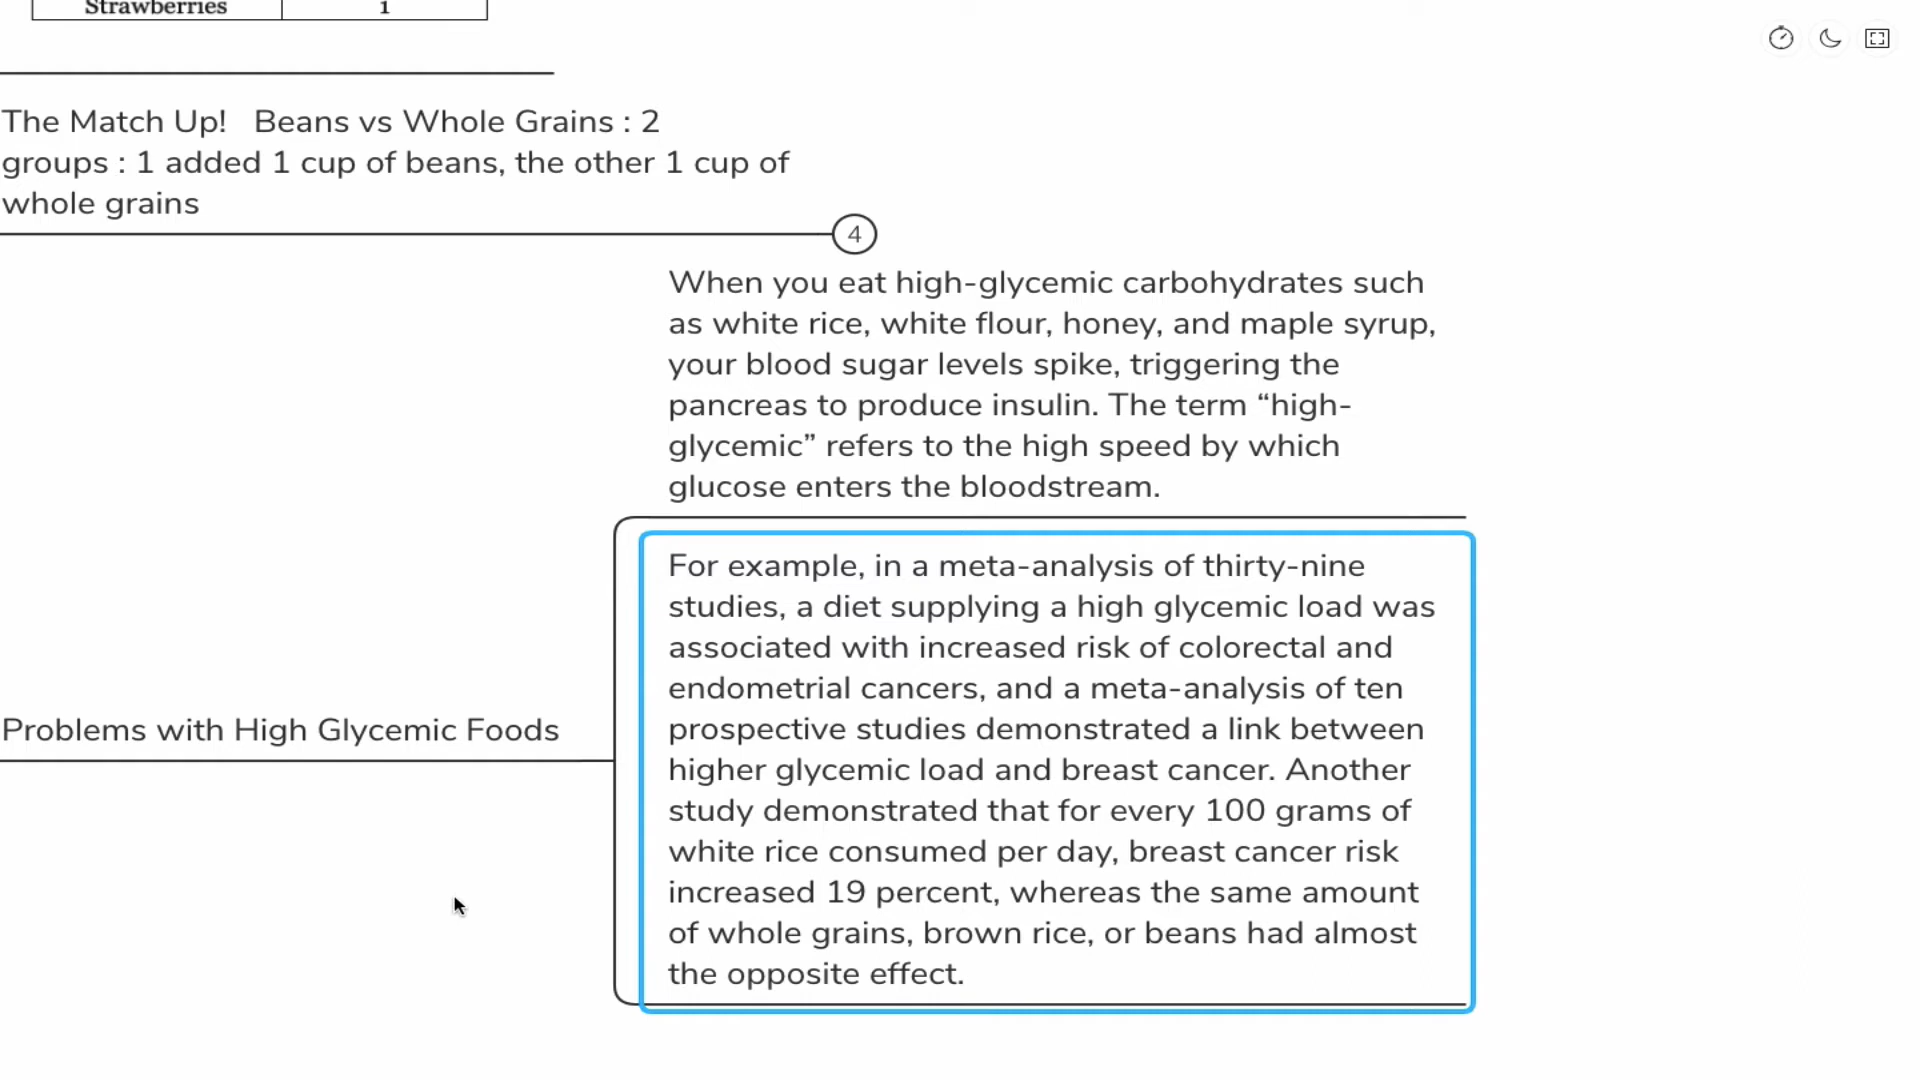 Strawberries 1
The Match Up!   Beans vs Whole Grains : 2
groups : 1 added 1 cup of beans, the other 1 cup of
whole grains
4
When you eat high-glycemic carbohydrates such
as white rice, white flour, honey, and maple syrup,
your blood sugar levels spike, triggering the
pancreas to produce insulin. The term “high-
glycemic” refers to the high speed by which
glucose enters the bloodstream.
Problems with High Glycemic Foods
For example, in a meta-analysis of thirty-nine
studies, a diet supplying a high glycemic load was
associated with increased risk of colorectal and
endometrial cancers, and a meta-analysis of ten
prospective studies demonstrated a link between
higher glycemic load and breast cancer. Another
study demonstrated that for every 100 grams of
white rice consumed per day, breast cancer risk
increased 19 percent, whereas the same amount
of whole grains, brown rice, or beans had almost
the opposite effect.